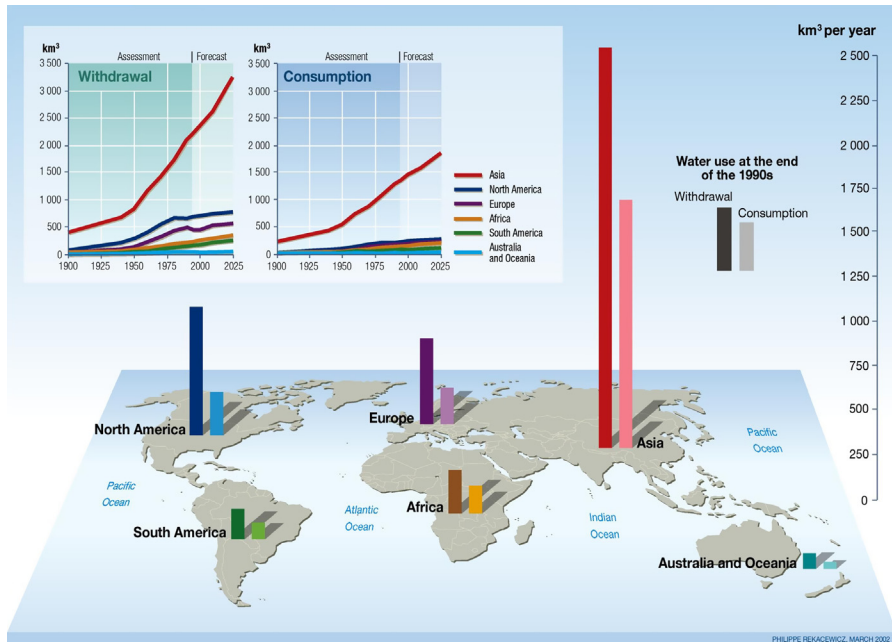 km³ per year
2 500
2 250
2 000
1 750
1 500
1 250
1 000
750
500
250
0
km³
Assessment
Forecast
3 500
3 000
2 500
2 000
1 500
1 000
500
0
Withdrawal
1900
1925
1950
1975
2000
2025
km³
Assessment
Forecast
3 500
3 000
2 500
2 000
1 500
1 000
500
0
Consumption
1900
1925
1950
1975
2000
2025
Asia
North America
Europe
Africa
South America
Australia
and Oceania
Water use at the end
of the 1990s
Withdrawal
Consumption
North America
Europe
Asia
Pacific
Ocean
Pacific
Ocean
Atlantic
Ocean
Africa
Indian
Ocean
South America
Australia and Oceania
PHILIPPE REKACEWICZ, MARCH 2002